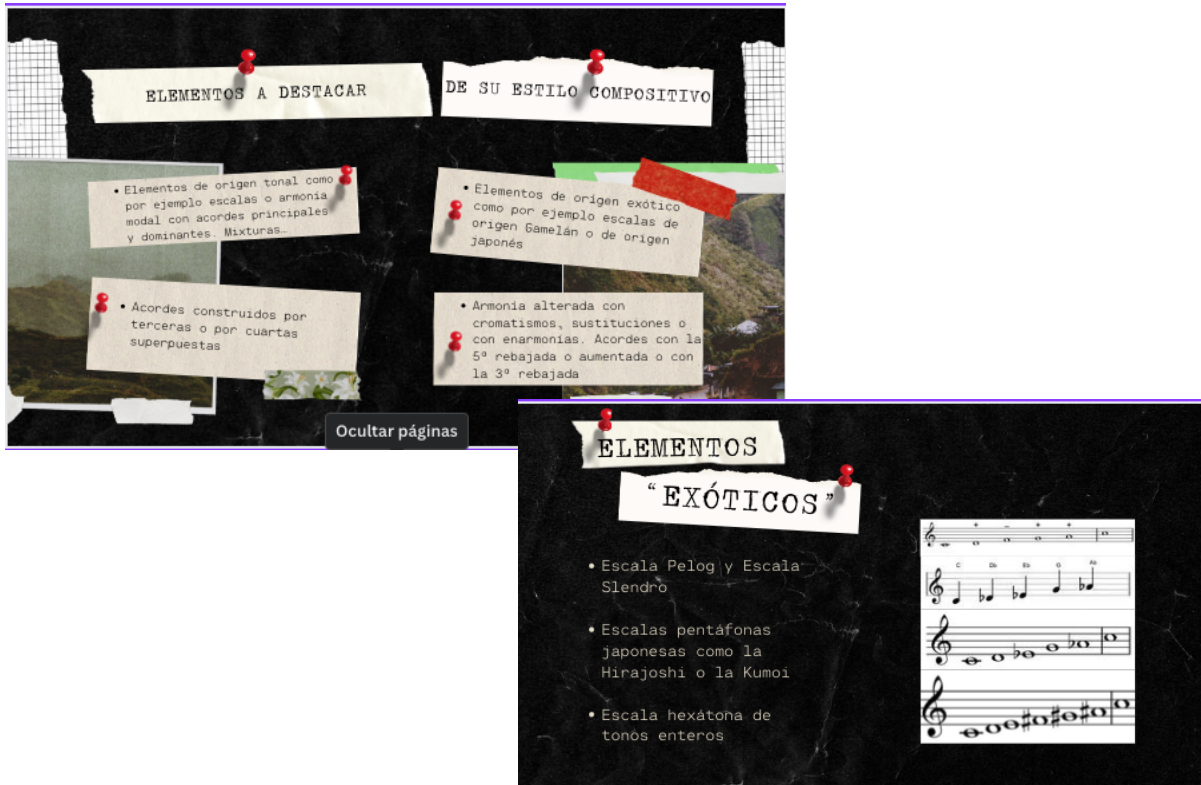 ELEMENTOS A DESTACAR
DE SU ESTILO COMPOSITIVO
• Elementos de origen tonal como
por ejemplo escalas o armonía
modal con acordes principales
y dominantes. Mixturas…
• Elementos de origen exótico
como por ejemplo escalas de
origen Gamelán o de origen
japonés
• Acordes construidos por
terceras o por cuartas
superpuestas
• Armonía alterada con
cromatismos, sustituciones o
con enarmonías. Acordes con la
5ª rebajada o aumentada o con
la 3ª rebajada
Ocultar páginas
ELEMENTOS
“EXÓTICOS”
• Escala Pelog y Escala
Slendro
• Escalas pentáfonas
japonesas como la
Hirajoshi o la Kumoi
• Escala hexátona de
tonos enteros
C Db Eb G Ab